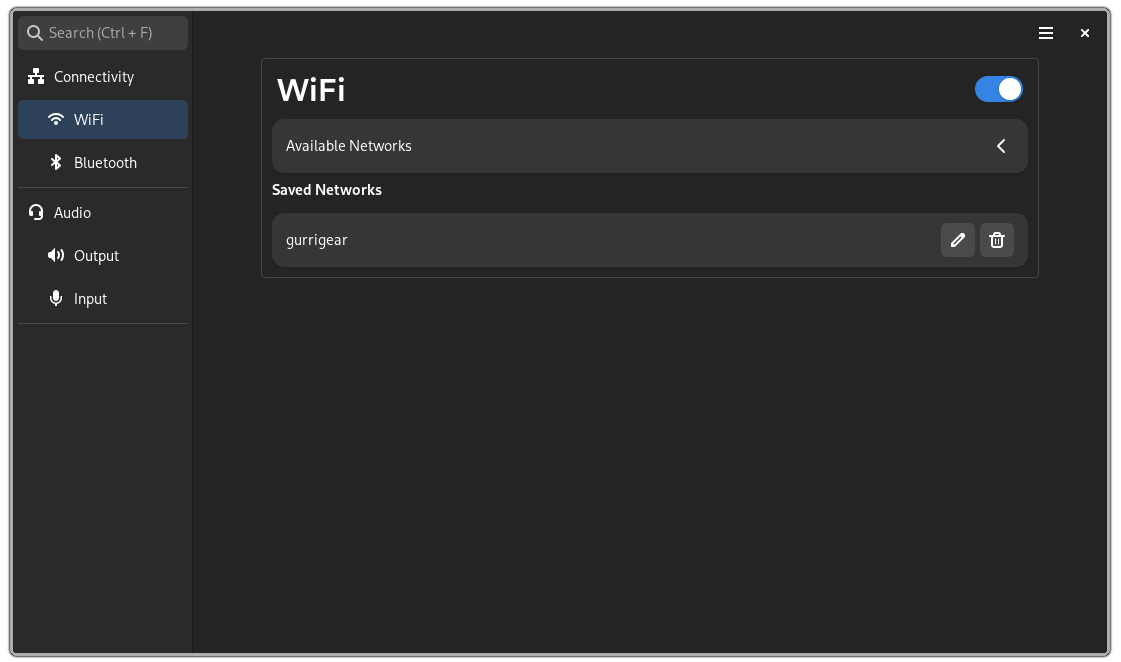 Search (Ctrl + F)
Connectivity
WiFi
Bluetooth
Audio
Output
Input
WiFi
Available Networks
Saved Networks
gurrigear